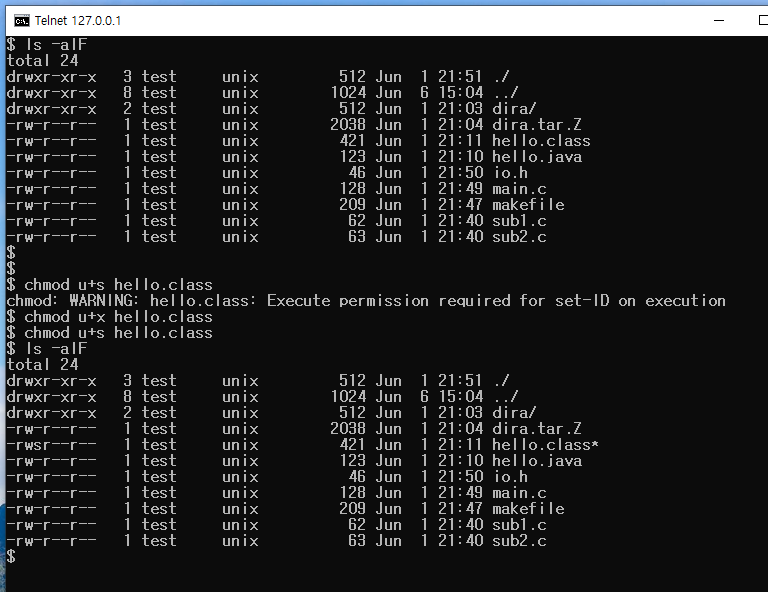 Telnet 127.0.0.1
$ ls -alF
total 24
drwxr-xr-x   3 test     unix         512 Jun  1 21:51 ./
drwxr-xr-x   8 test     unix        1024 Jun  6 15:04 ../
drwxr-xr-x   2 test     unix         512 Jun  1 21:03 dira/
-rw-r--r--   1 test     unix        2038 Jun  1 21:04 dira.tar.Z
-rw-r--r--   1 test     unix         421 Jun  1 21:11 hello.class
-rw-r--r--   1 test     unix         123 Jun  1 21:10 hello.java
-rw-r--r--   1 test     unix          46 Jun  1 21:50 io.h
-rw-r--r--   1 test     unix         128 Jun  1 21:49 main.c
-rw-r--r--   1 test     unix         209 Jun  1 21:47 makefile
-rw-r--r--   1 test     unix          62 Jun  1 21:40 sub1.c
-rw-r--r--   1 test     unix          63 Jun  1 21:40 sub2.c
$
$
$ chmod u+s hello.class
chmod: WARNING: hello.class: Execute permission required for set-ID on execution
$ chmod u+x hello.class
$ chmod u+s hello.class
$ ls -alF
total 24
drwxr-xr-x   3 test     unix         512 Jun  1 21:51 ./
drwxr-xr-x   8 test     unix        1024 Jun  6 15:04 ../
drwxr-xr-x   2 test     unix         512 Jun  1 21:03 dira/
-rw-r--r--   1 test     unix        2038 Jun  1 21:04 dira.tar.Z
-rwsr--r--   1 test     unix         421 Jun  1 21:11 hello.class*
-rw-r--r--   1 test     unix         123 Jun  1 21:10 hello.java
-rw-r--r--   1 test     unix          46 Jun  1 21:50 io.h
-rw-r--r--   1 test     unix         128 Jun  1 21:49 main.c
-rw-r--r--   1 test     unix         209 Jun  1 21:47 makefile
-rw-r--r--   1 test     unix          62 Jun  1 21:40 sub1.c
-rw-r--r--   1 test     unix          63 Jun  1 21:40 sub2.c
$